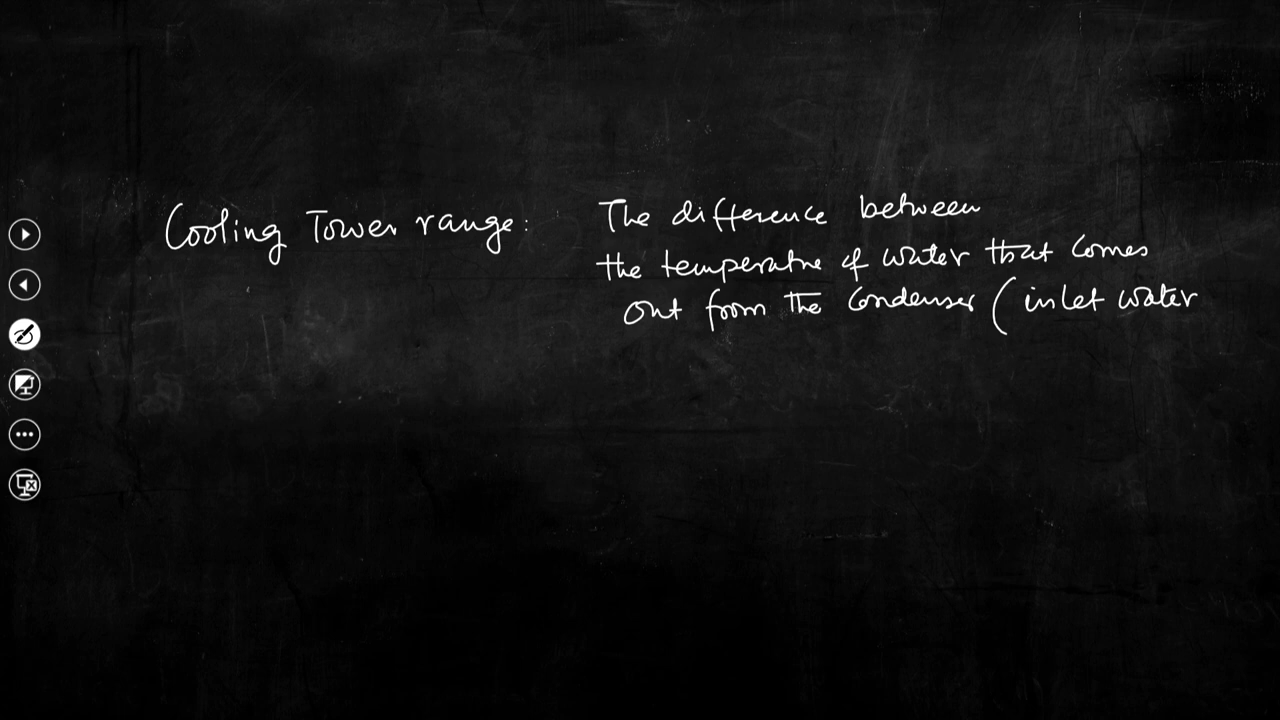 Cooling Tower range: The difference between
the temperature of water that comes
out from the condenser (inlet water